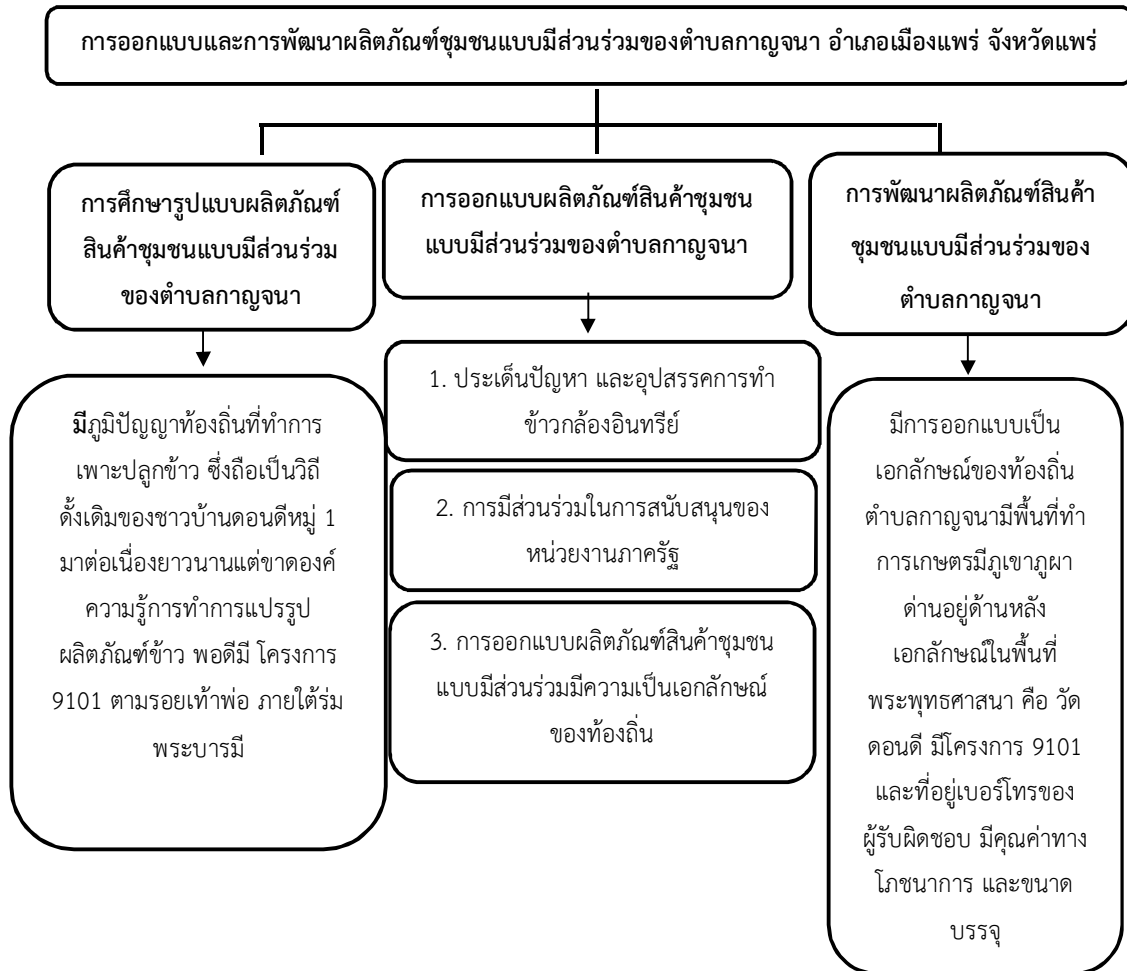 การออกแบบและการพัฒนาผลิตภัณฑ์ชุมชนแบบมีส่วนร่วมของตำบลกาญจนา อำเภอเมืองแพร่ จังหวัดแพร่
การศึกษารูปแบบผลิตภัณฑ์
สินค้าชุมชนแบบมีส่วนร่วม
ของตำบลกาญจนา
การออกแบบผลิตภัณฑ์สินค้าชุมชน
แบบมีส่วนร่วมของตำบลกาญจนา
การพัฒนาผลิตภัณฑ์สินค้า
ชุมชนแบบมีส่วนร่วมของ
ตำบลกาญจนา
มีภูมิปัญญาท้องถิ่นที่ทำการ
เพาะปลูกข้าว ซึ่งถือเป็นวิถี
ดั้งเดิมของชาวบ้านดอนดีหมู่ 1
มาต่อเนื่องยาวนานแต่ขาดองค์
ความรู้การทำการแปรรูป
ผลิตภัณฑ์ข้าว พอดีมี โครงการ
9101 ตามรอยเท้าพ่อ ภายใต้ร่ม
พระบารมี
1. ประเด็นปัญหา และอุปสรรคการทำ
ข้าวกล้องอินทรีย์
2. การมีส่วนร่วมในการสนับสนุนของ
หน่วยงานภาครัฐ
3. การออกแบบผลิตภัณฑ์สินค้าชุมชน
แบบมีส่วนร่วมมีความเป็นเอกลักษณ์
ของท้องถิ่น
มีการออกแบบเป็น
เอกลักษณ์ของท้องถิ่น
ตำบลกาญจนามีพื้นที่ทำ
การเกษตรมีภูเขาภูผา
ด่านอยู่ด้านหลัง
เอกลักษณ์ในพื้นที่
พระพุทธศาสนา คือ วัด
ดอนดี มีโครงการ 9101
และที่อยู่เบอร์โทรของ
ผู้รับผิดชอบ มีคุณค่าทาง
โภชนาการ และขนาด
บรรจุ